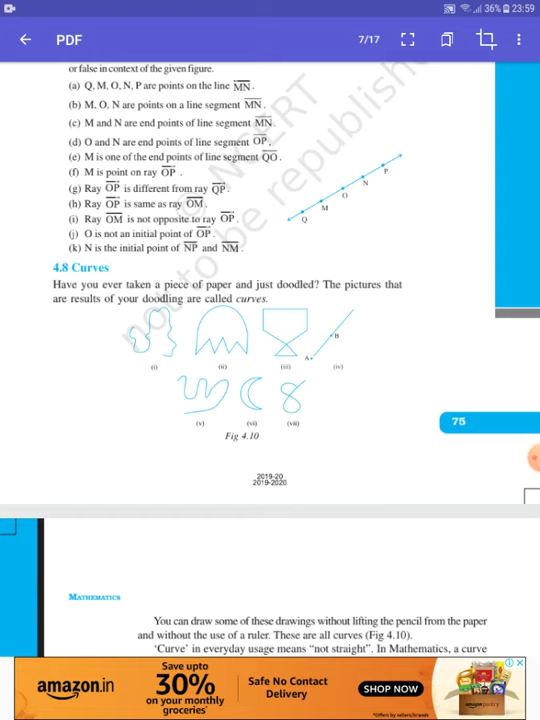 36% 23:59
PDF
7/17
or false in context of the given figure.
(a) Q, M, O, N, P are points on the line MN.
(b) M, O, N are points on a line segment MN.
(c) M and N are end points of line segment MN.
(d) O and N are end points of line segment OP.
(e) M is one of the end points of line segment QO.
(f) M is point on ray OP.
(g) Ray OP is different from ray QP.
(h) Ray OP is same as ray OM.
(i) Ray OM is not opposite to ray OP.
(j) O is not an initial point of OP.
(k) N is the initial point of NP and NM.
P
N
O
M
Q
© NCERT
not to be republished
4.8 Curves
Have you ever taken a piece of paper and just doodled? The pictures that
are results of your doodling are called curves.
B
A
(i) (ii) (iii) (iv)
(v) (vi) (vii)
Fig 4.10
75
2019-20
2019-2020
MATHEMATICS
You can draw some of these drawings without lifting the pencil from the paper
and without the use of a ruler. These are all curves (Fig 4.10).
'Curve' in everyday usage means "not straight". In Mathematics, a curve
amazon.in
Save upto
30%
on your monthly
groceries*
Safe No Contact
Delivery
SHOP NOW
amazon pantry
*Offers by sellers/brands